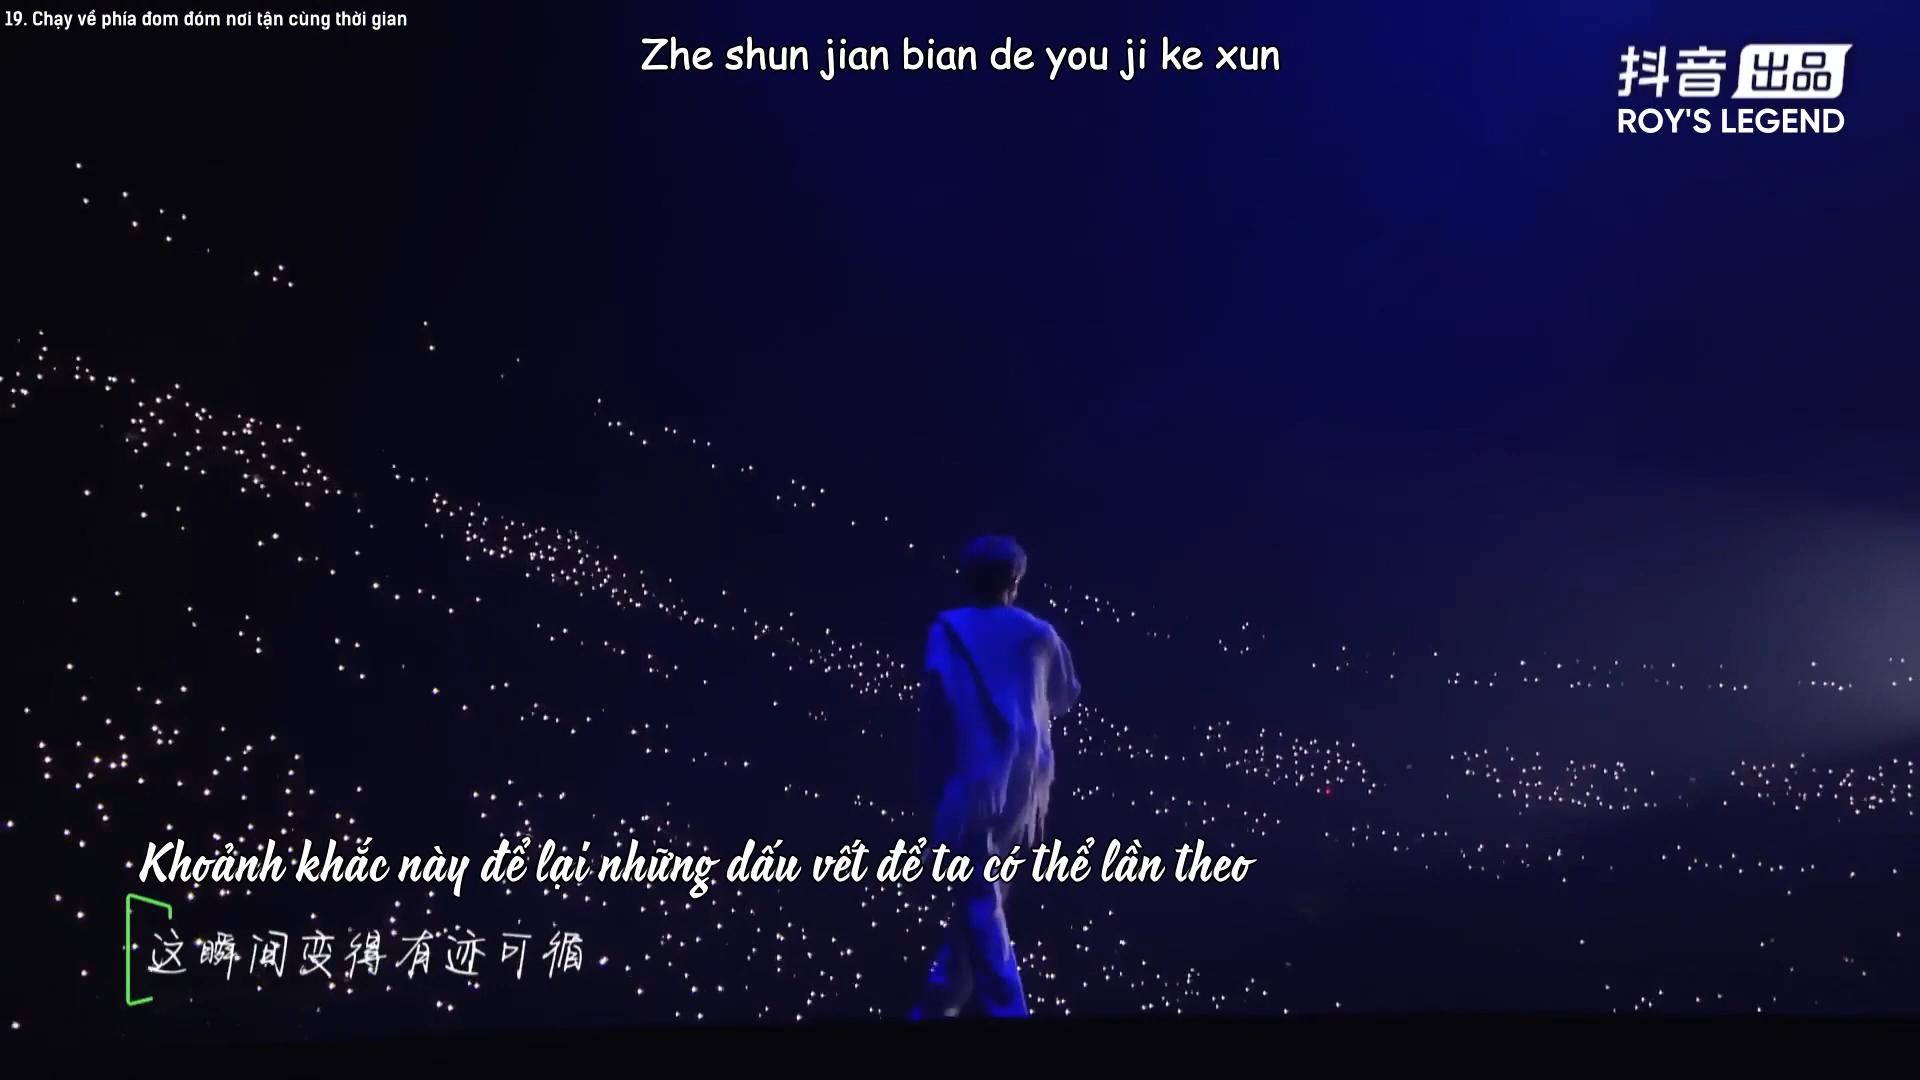 19. Chạy về phía đom đóm nơi tận cùng thời gian
Zhe shun jian bian de you ji ke xun
抖音 出品
ROY'S LEGEND
Khoảnh khắc này để lại những dấu vết để ta có thể lần theo
这瞬间变得有迹可循